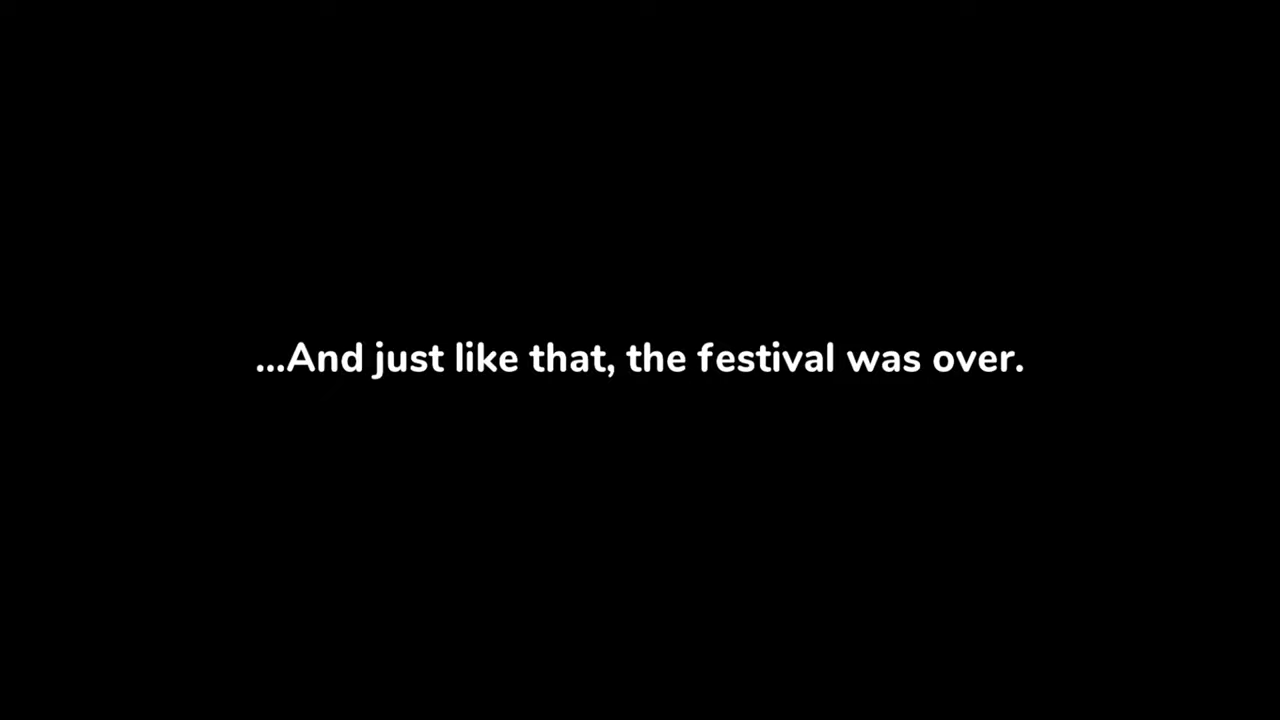 ...And just like that, the festival was over.